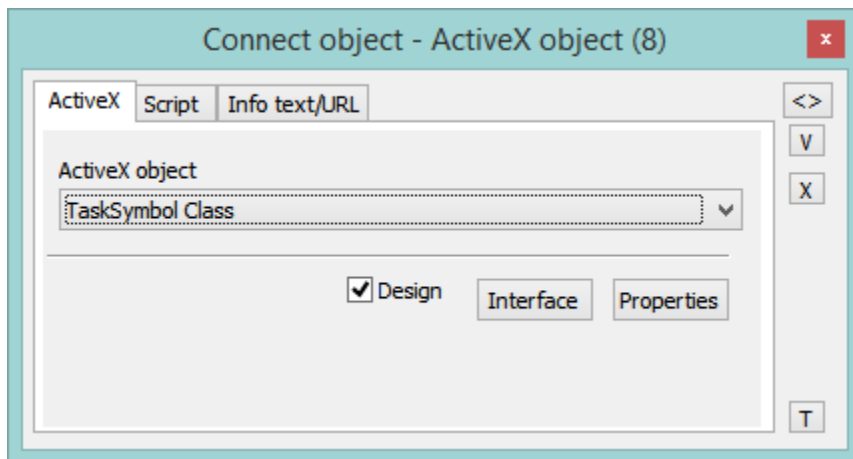 Connect object - ActiveX object (8)
x
ActiveX Script Info text/URL
<>
V
ActiveX object
X
TaskSymbol Class
Design Interface Properties
T